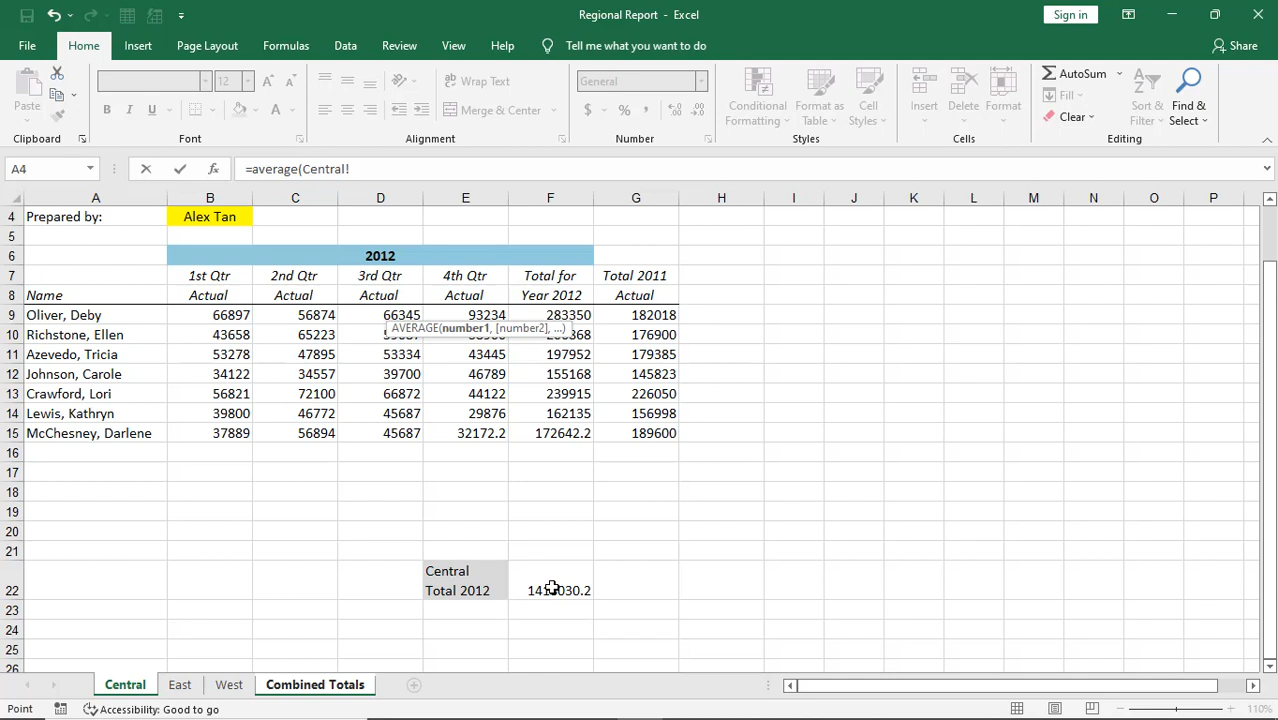 Regional Report - Excel
Sign in
File Home Insert Page Layout Formulas Data Review View Help Tell me what you want to do Share
Paste
12
B I U A
Wrap Text
Merge & Center
General
$ % ,
Conditional Formatting
Format as Table
Cell Styles
Insert
Delete
Format
AutoSum
Fill
Clear
Sort & Filter
Find & Select
Clipboard Font Alignment Number Styles Cells Editing
A4 fx =average(Central!
A B C D E F G H I J K L M N O P
4 Prepared by: Alex Tan
5
6 2012
7 1st Qtr 2nd Qtr 3rd Qtr 4th Qtr Total for Total 2011
8 Name Actual Actual Actual Actual Year 2012 Actual
9 Oliver, Deby 66897 56874 66345 93234 283350 182018
AVERAGE(number1, [number2], ...)
10 Richstone, Ellen 43658 65223 176900
11 Azevedo, Tricia 53278 47895 53334 43445 197952 179385
12 Johnson, Carole 34122 34557 39700 46789 155168 145823
13 Crawford, Lori 56821 72100 66872 44122 239915 226050
14 Lewis, Kathryn 39800 46772 45687 29876 162135 156998
15 McChesney, Darlene 37889 56894 45687 32172.2 172642.2 189600
16
17
18
19
20
21
Central
22 Total 2012
23
24
25
26
Central East West Combined Totals
Point Accessibility: Good to go 110%